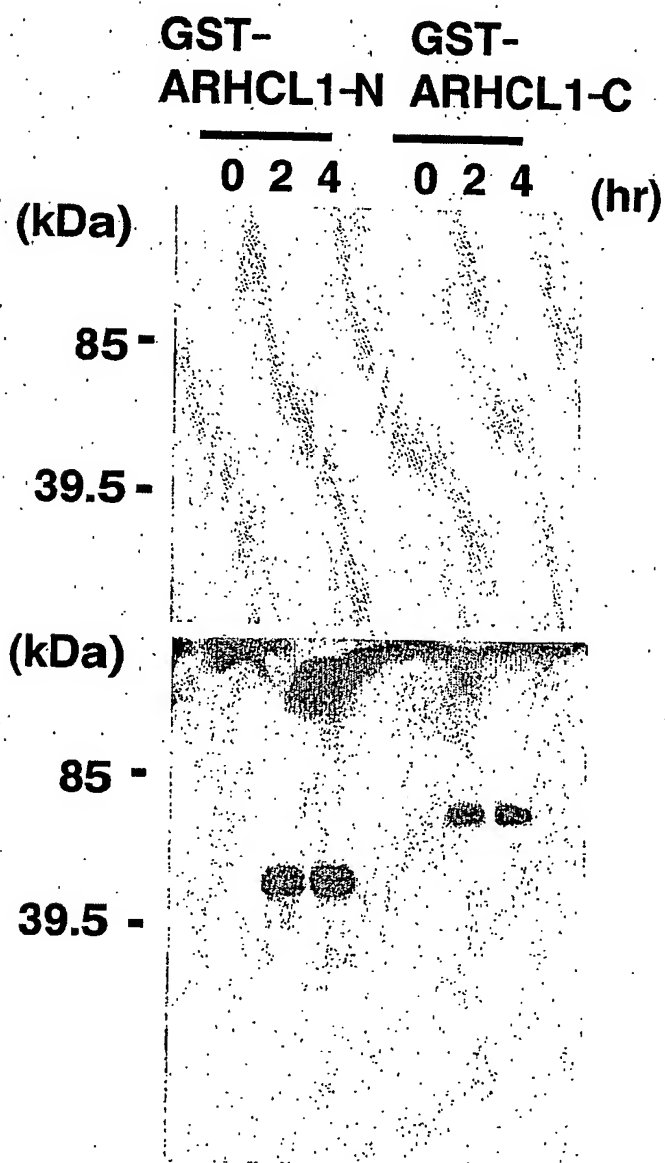 GST- GST-
ARHCL1-N ARHCL1-C
0 2 4 0 2 4 (hr)
(kDa)
85 -
39.5 -
(kDa)
85 -
39.5 -